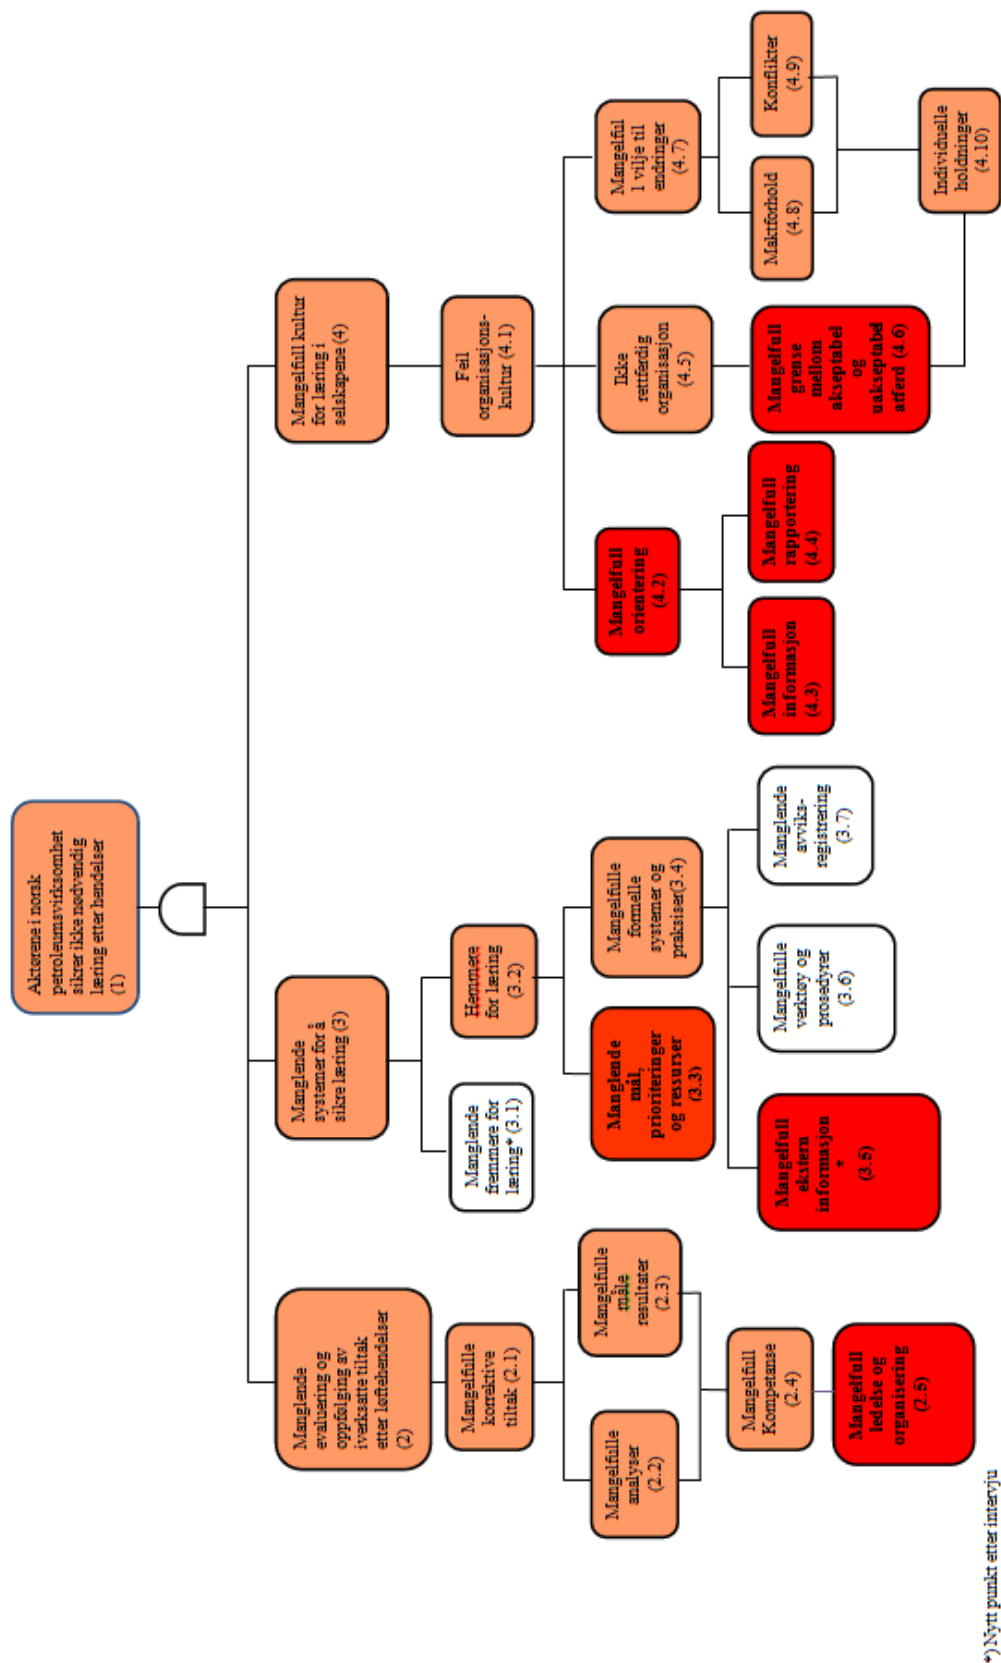 Aktørene i norsk
petroleumsvirksomhet
sikrer ikke nødvendig
læring etter hendelser
(1)
Manglende
evaluering og
oppfølging av
iverksatte tiltak
etter løftehendelser
(2)
Manglende
systemer for å
sikre læring (3)
Mangelfull kultur
for læring i
selskapene (4)
Mangelfulle
korrektive
tiltak (2.1)
Manglende
fremmere for
læring* (3.1)
Hemmere
for læring
(3.2)
Feil
organisasjons-
kultur (4.1)
Mangelfulle
analyser
(2.2)
Mangelfulle
måle
resultater
(2.3)
Manglende
mål,
prioriteringer
og ressurser
(3.3)
Mangelfulle
formelle
systemer og
praksiser(3.4)
Mangelfull
orientering
(4.2)
Ikke
rettferdig
organisasjon
(4.5)
Mangelful
l vilje til
endringer
(4.7)
Mangelfull
Kompetanse
(2.4)
Mangelfull
ekstern
informasjon
*
(3.5)
Mangelfulle
verktøy og
prosedyrer
(3.6)
Manglende
avviks-
registrering
(3.7)
Mangelfull
informasjon
(4.3)
Mangelfull
rapportering
(4.4)
Mangelfull
grense
mellom
akseptabel
og
uakseptabel
atferd (4.6)
Maktforhold
(4.8)
Konflikter
(4.9)
Mangelfull
ledelse og
organisering
(2.5)
Individuelle
holdninger
(4.10)
*) Nytt punkt etter intervju